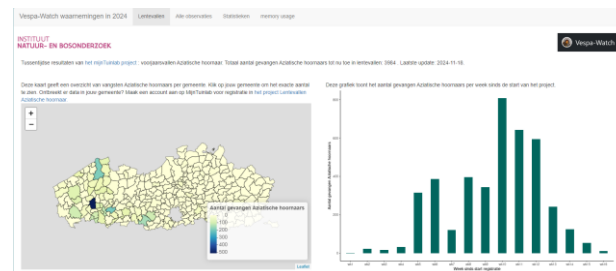 Vespa-Watch waarnemingen in 2024 Lentevallen Alle observaties Statistieken memory usage
INSTITUUT
NATUUR- EN BOSONDERZOEK
Vespa-Watch
Tussentijdse resultaten van het mijnTuinlab project : voorjaarsvallen Aziatische hoornaar. Totaal aantal gevangen Aziatische hoornaars tot nu toe in lentevallen: 3984 . Laatste update: 2024-11-18.
Deze kaart geeft een overzicht van vangsten Aziatische hoornaars per gemeente. Klik op jouw gemeente om het exacte aantal
te zien. Ontbreekt er data in jouw gemeente? Maak een account aan op MijnTuinlab voor registratie in het project Lentevallen
Aziatische hoornaar.
+
−
Aantal gevangen Aziatische hoornaars
0
100
200
300
400
500
Leaflet
Deze grafiek toont het aantal gevangen Aziatische hoornaars per week sinds de start van het project
Aantal gevangen Aziatische hoornaars
Week sinds start registratie